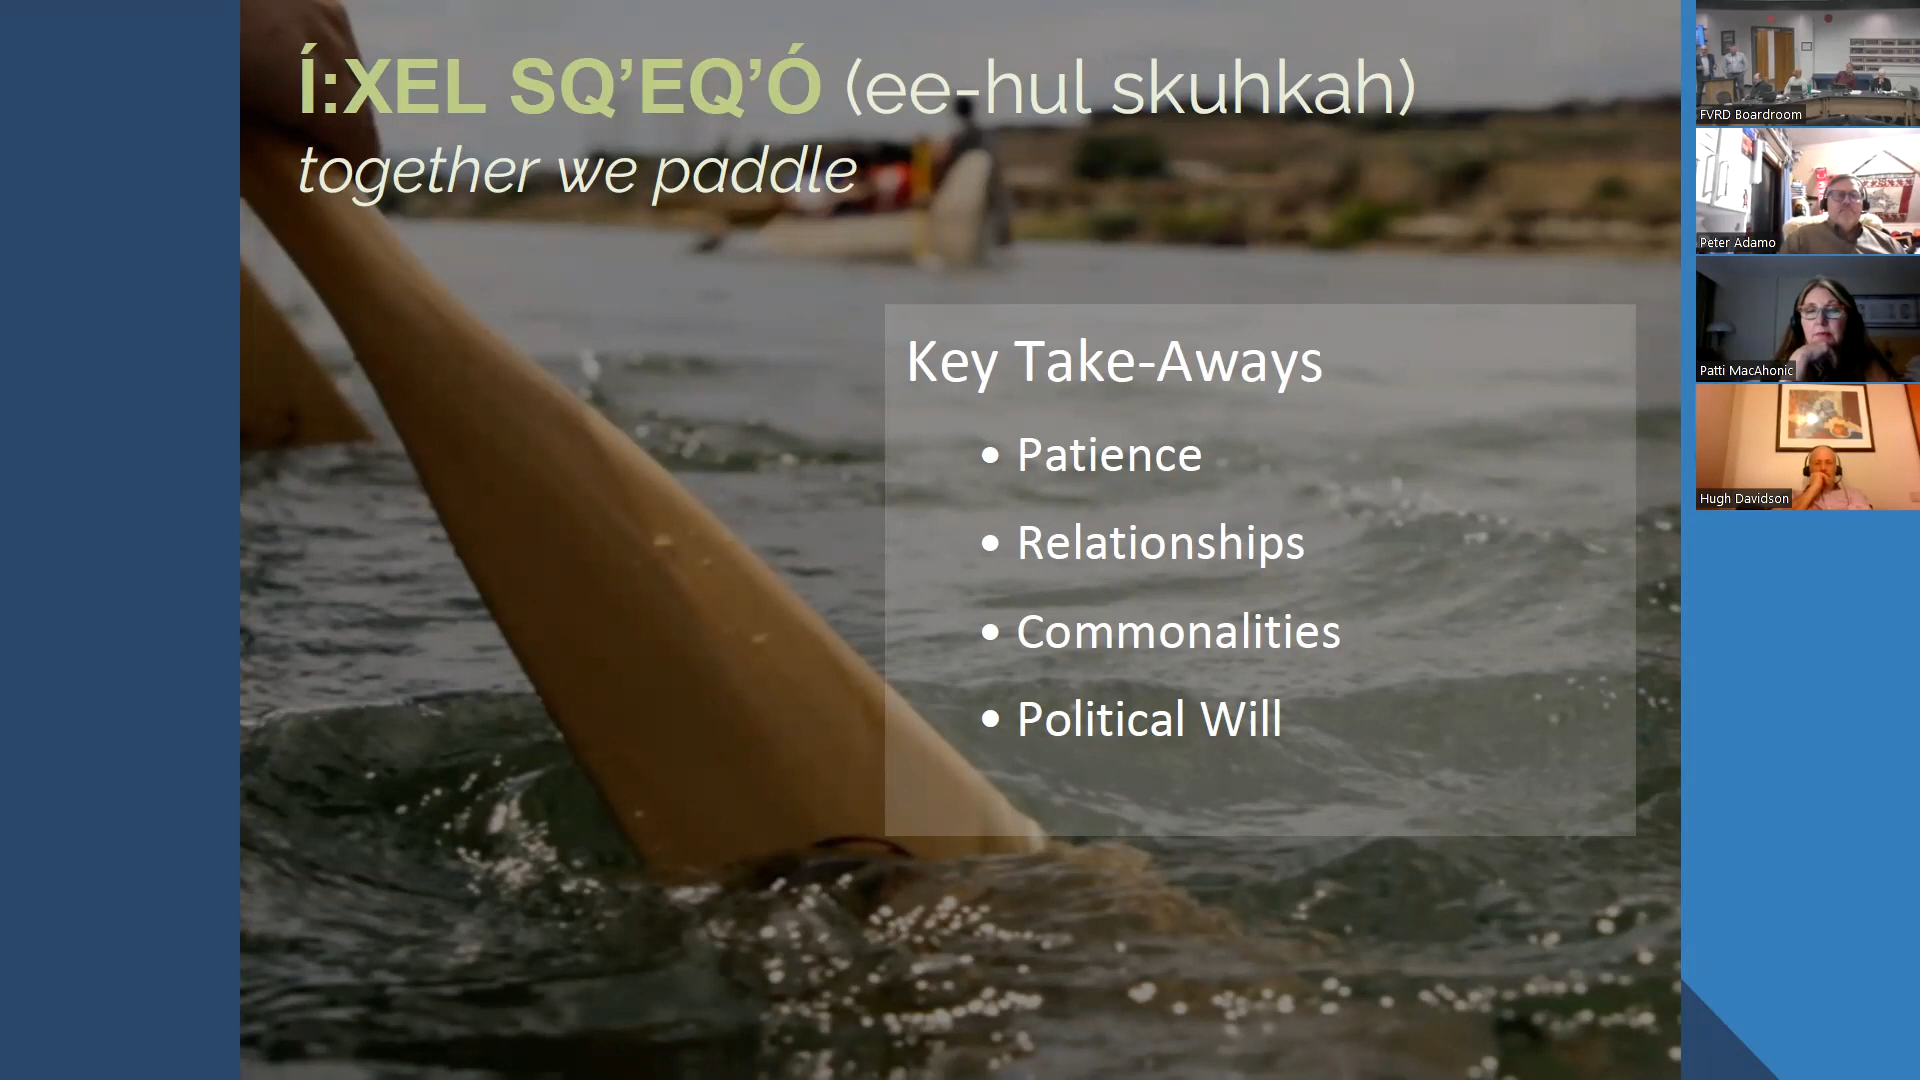 Í:XEL SQ’EQ’Ó (ee-hul skuhkah)
together we paddle
Key Take-Aways
• Patience
• Relationships
• Commonalities
• Political Will
FVRD Boardroom
Peter Adamo
Patti MacAhonic
Hugh Davidson